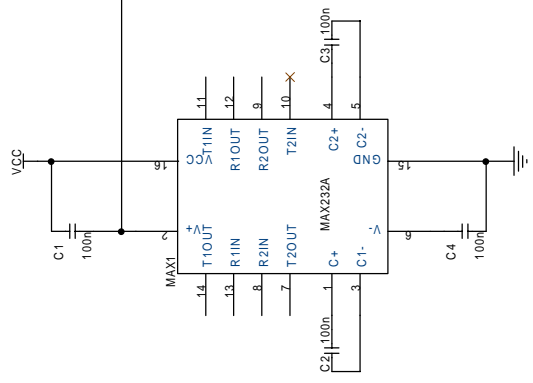 VCC
C1
100n
16
2
MAX1
MAX232A
VCC
V+
T1IN
R1OUT
R2OUT
T2IN
C2+
C2-
11
12
9
10
4
5
C3
100n
T1OUT
R1IN
R2IN
T2OUT
C+
C1-
14
13
8
7
1
3
C2
100n
GND
V-
15
6
C4
100n